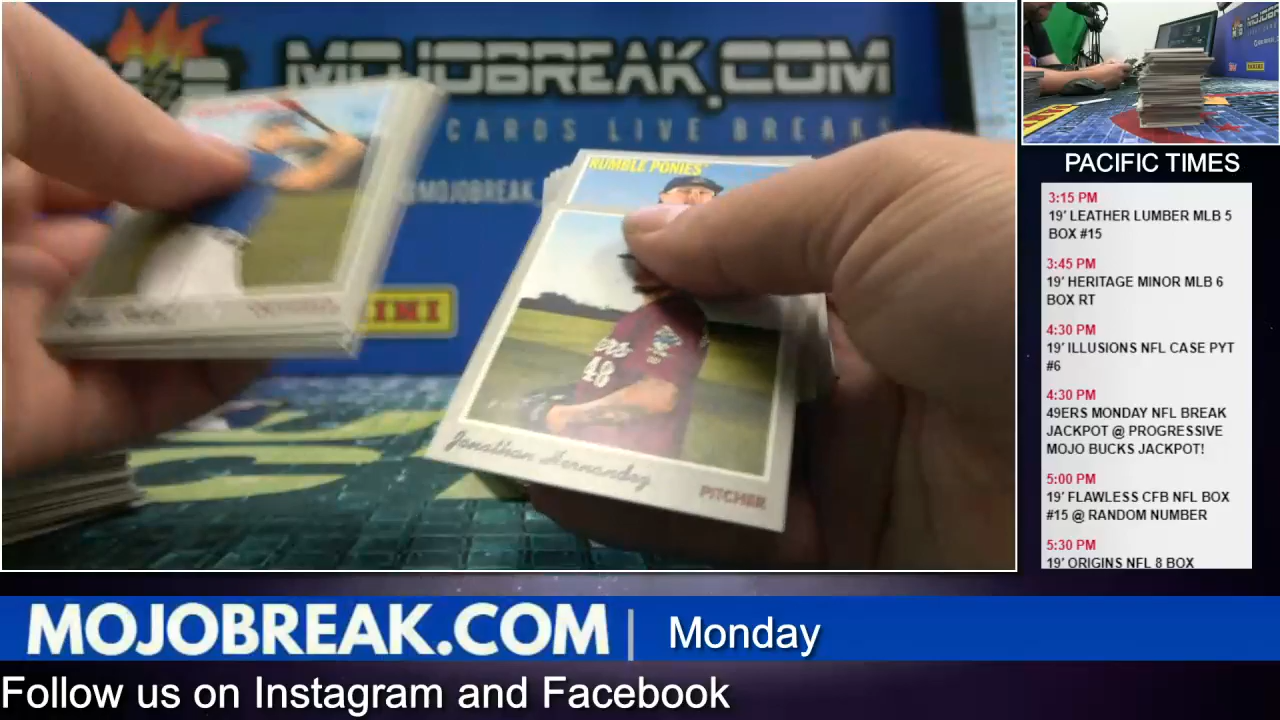 MOJOBREAK.COM
CARDS LIVE BREAK
@MOJOBREAK_
RUMBLE PONIES
48
Jonathan Hernandez
PITCHER
PACIFIC TIMES
3:15 PM
19' LEATHER LUMBER MLB 5
BOX #15
3:45 PM
19' HERITAGE MINOR MLB 6
BOX RT
4:30 PM
19' ILLUSIONS NFL CASE PYT
#6
4:30 PM
49ERS MONDAY NFL BREAK
JACKPOT @ PROGRESSIVE
MOJO BUCKS JACKPOT!
5:00 PM
19' FLAWLESS CFB NFL BOX
#15 @ RANDOM NUMBER
5:30 PM
19' ORIGINS NFL 8 BOX
MOJOBREAK.COM | Monday
Follow us on Instagram and Facebook